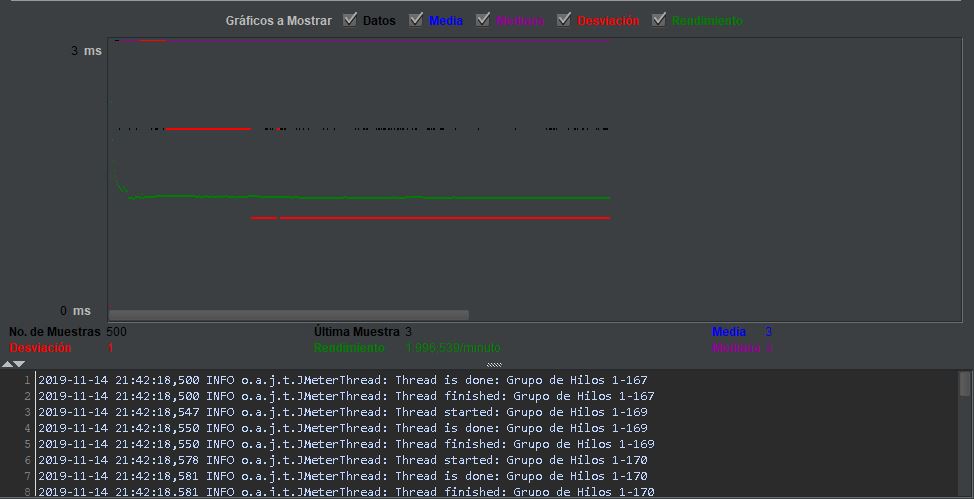 Gráficos a Mostrar Datos Media Mediana Desviación Rendimiento
3 ms
0 ms
No. de Muestras 500 Última Muestra 3 Media 3
Desviación 1 Rendimiento 1.996,539/minuto Mediana 3
1 2019-11-14 21:42:18,500 INFO o.a.j.t.JMeterThread: Thread is done: Grupo de Hilos 1-167
2 2019-11-14 21:42:18,500 INFO o.a.j.t.JMeterThread: Thread finished: Grupo de Hilos 1-167
3 2019-11-14 21:42:18,547 INFO o.a.j.t.JMeterThread: Thread started: Grupo de Hilos 1-169
4 2019-11-14 21:42:18,550 INFO o.a.j.t.JMeterThread: Thread is done: Grupo de Hilos 1-169
5 2019-11-14 21:42:18,550 INFO o.a.j.t.JMeterThread: Thread finished: Grupo de Hilos 1-169
6 2019-11-14 21:42:18,578 INFO o.a.j.t.JMeterThread: Thread started: Grupo de Hilos 1-170
7 2019-11-14 21:42:18,581 INFO o.a.j.t.JMeterThread: Thread is done: Grupo de Hilos 1-170
8 2019-11-14 21:42:18,581 INFO o.a.j.t.JMeterThread: Thread finished: Grupo de Hilos 1-170